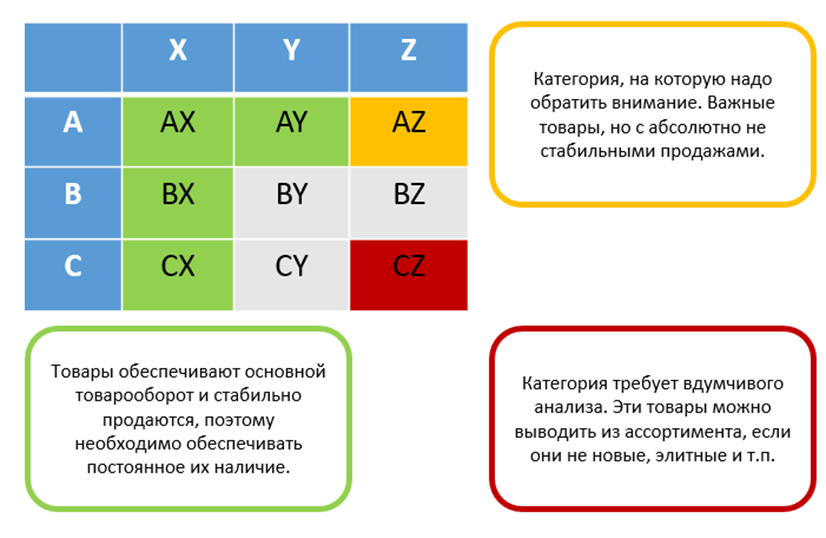 X Y Z
A AX AY AZ
B BX BY BZ
C CX CY CZ
Категория, на которую надо
обратить внимание. Важные
товары, но с абсолютно не
стабильными продажами.
Товары обеспечивают основной
товарооборот и стабильно
продаются, поэтому
необходимо обеспечивать
постоянное их наличие.
Категория требует вдумчивого
анализа. Эти товары можно
выводить из ассортимента, если
они не новые, элитные и т.п.